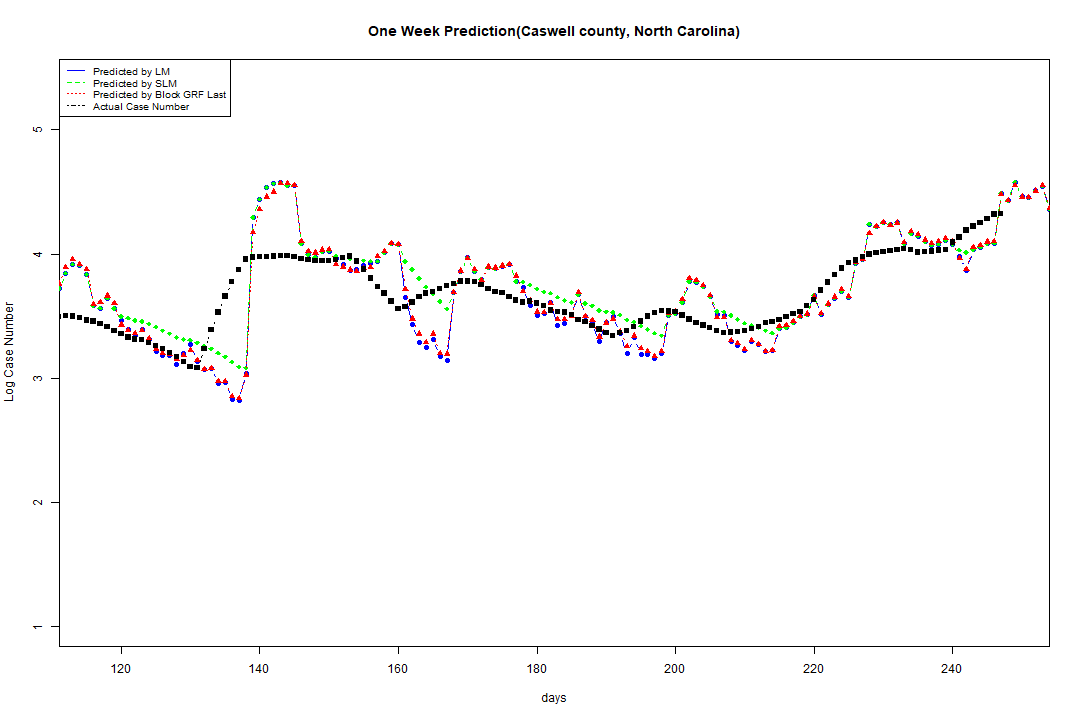 One Week Prediction(Caswell county, North Carolina)
Predicted by LM
Predicted by SLM
Predicted by Block GRF Last
Actual Case Number
5
4
3
2
1
Log Case Number
120 140 160 180 200 220 240
days